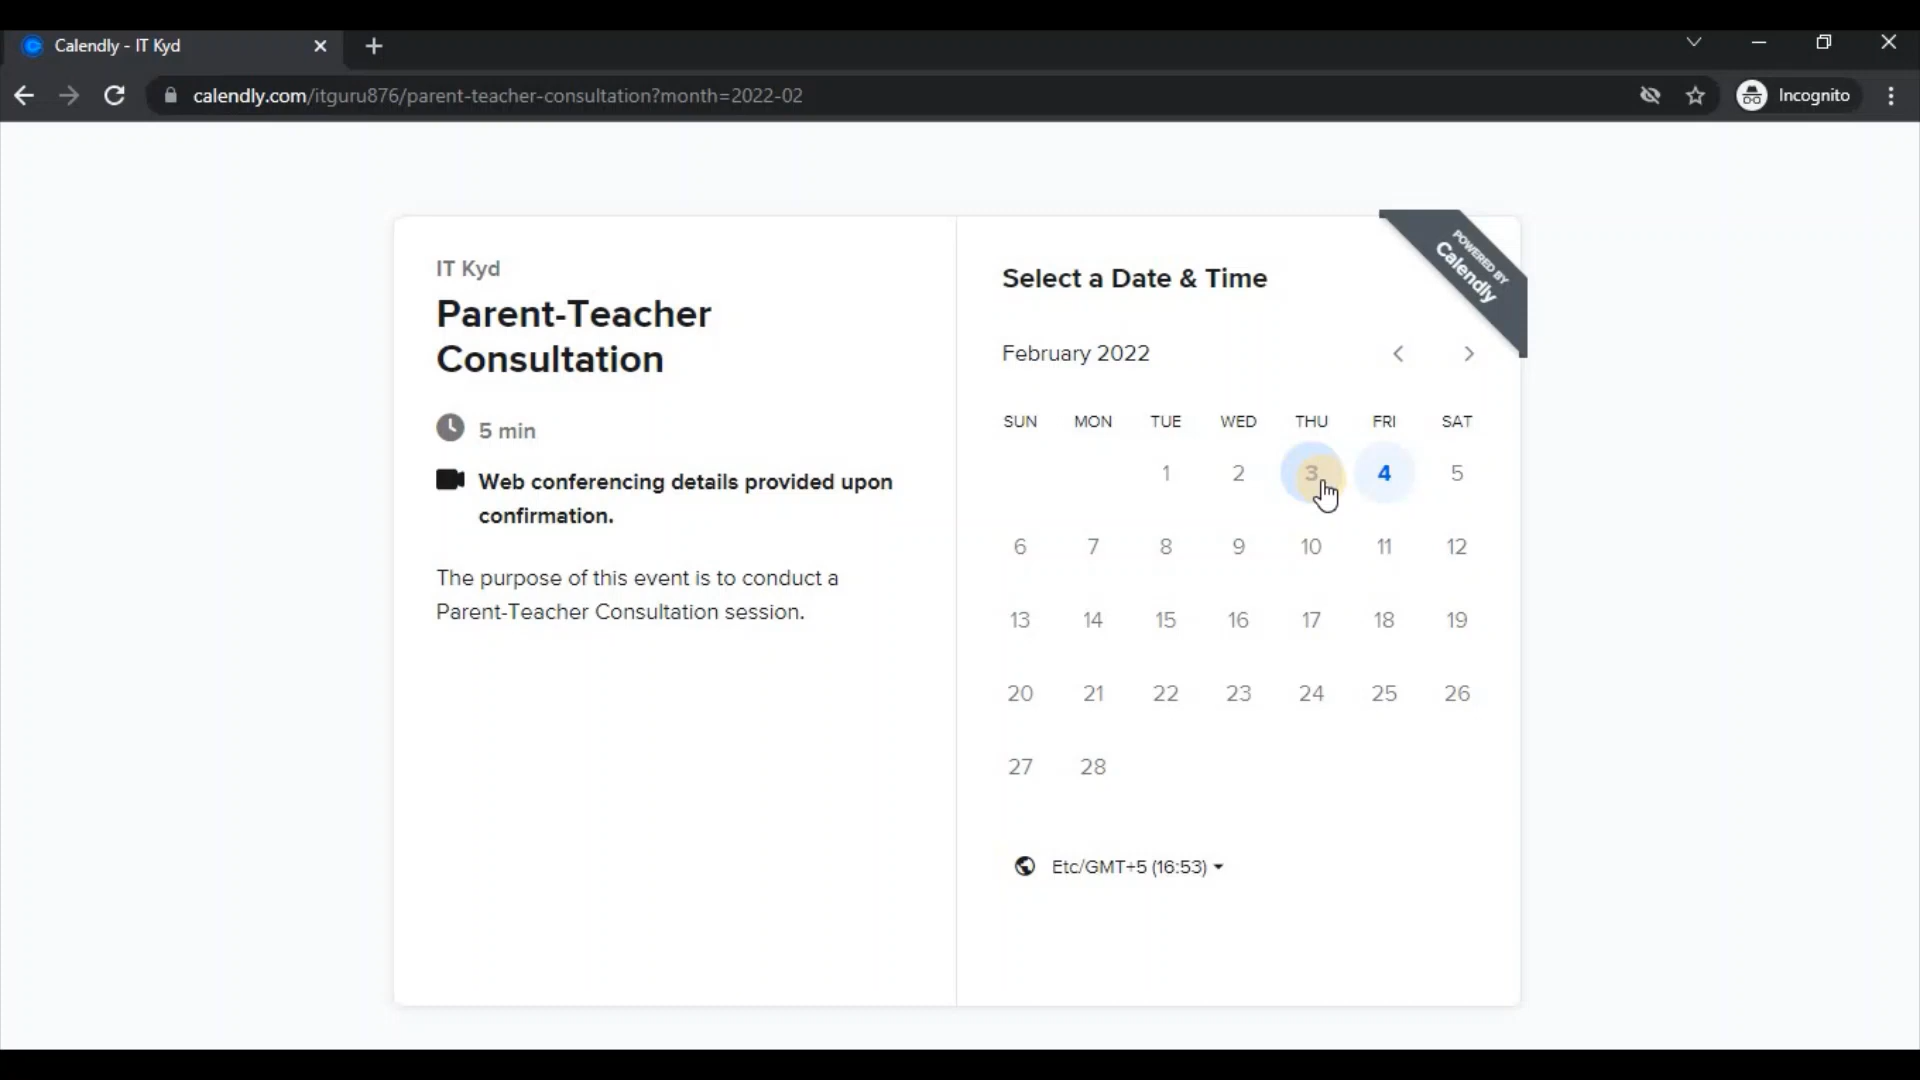 Calendly - IT Kyd
calendly.com/itguru876/parent-teacher-consultation?month=2022-02
Incognito
POWERED BY
Calendly
IT Kyd
Parent-Teacher
Consultation
5 min
Web conferencing details provided upon
confirmation.
The purpose of this event is to conduct a
Parent-Teacher Consultation session.
Select a Date & Time
February 2022
SUN MON TUE WED THU FRI SAT
1 2 3 4 5
6 7 8 9 10 11 12
13 14 15 16 17 18 19
20 21 22 23 24 25 26
27 28
Etc/GMT+5 (16:53)